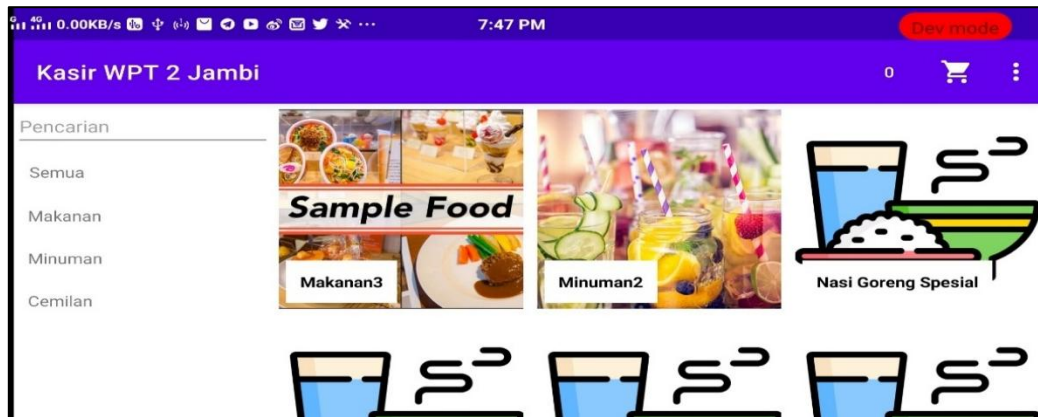 4G
0.00KB/s
7:47 PM
Dev mode
Kasir WPT 2 Jambi
0
Pencarian
Semua
Makanan
Minuman
Cemilan
Sample Food
Makanan3
Minuman2
Nasi Goreng Spesial